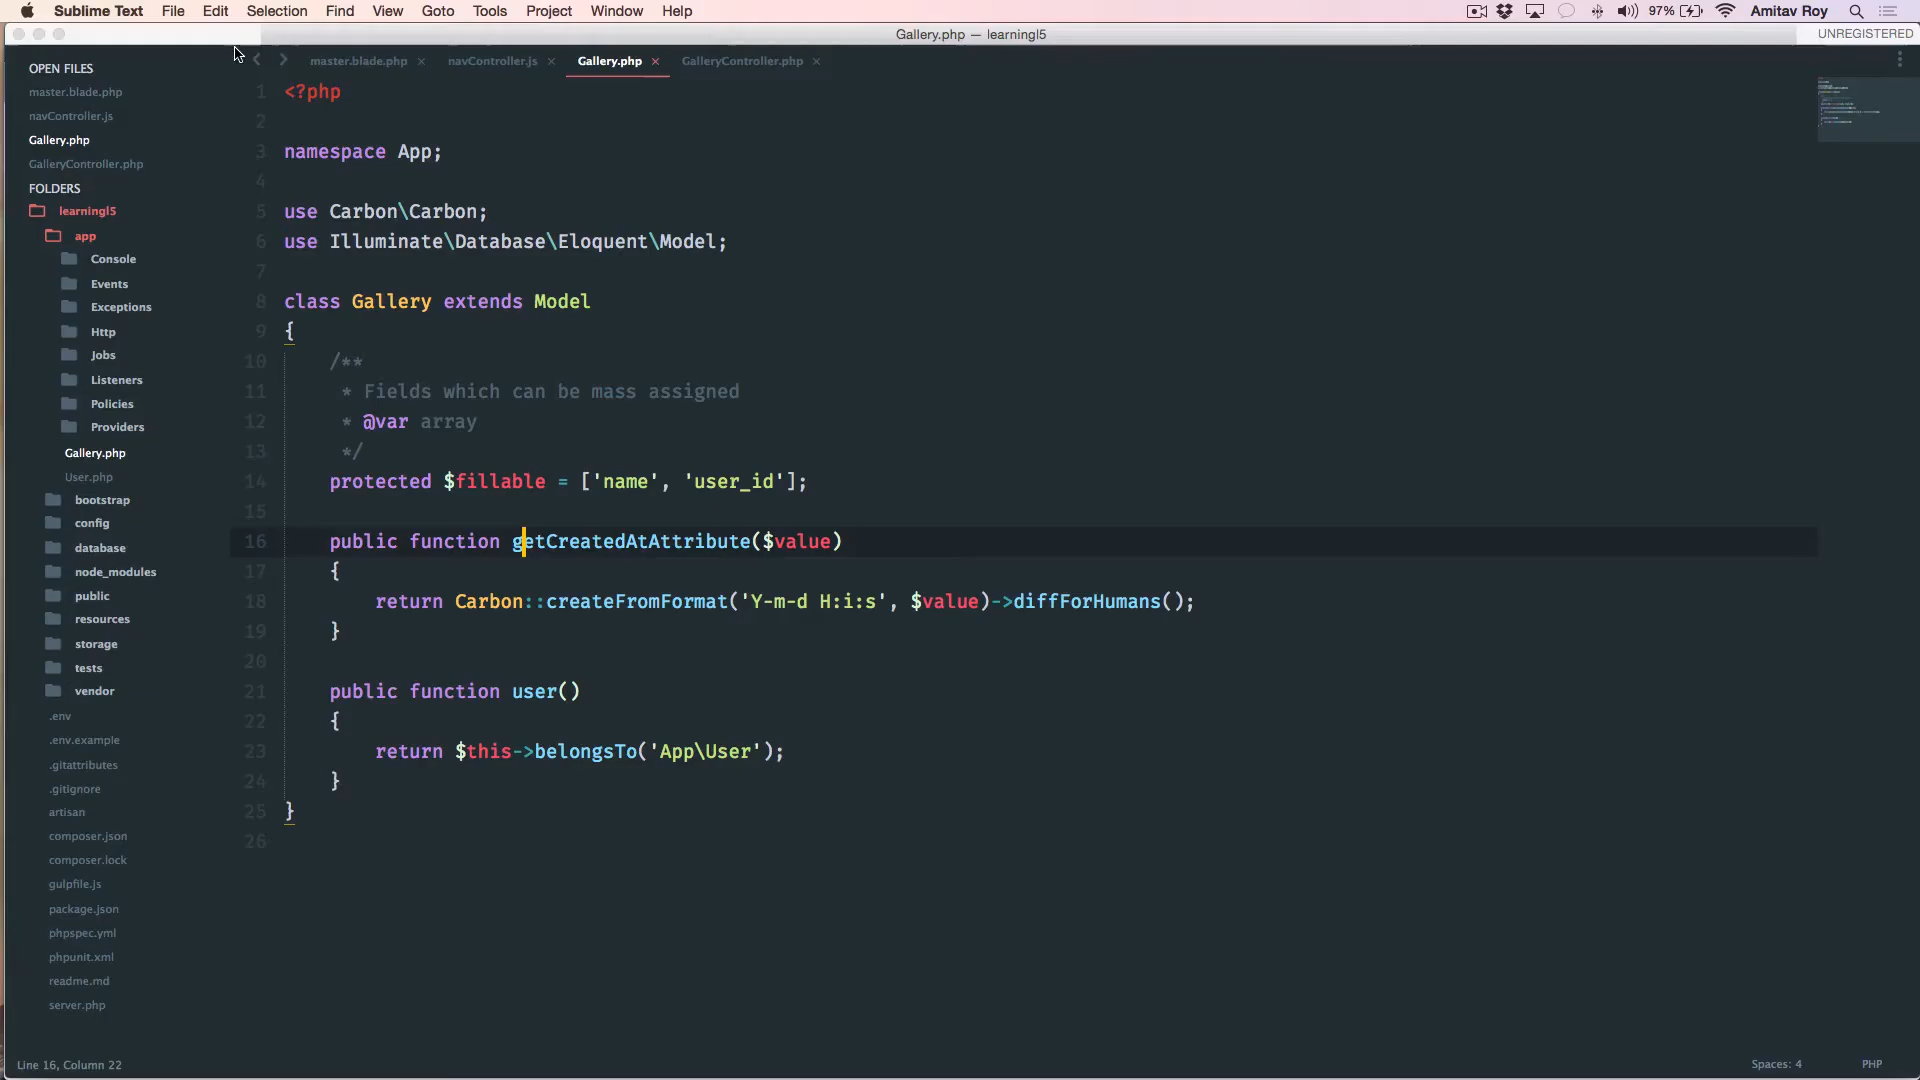 Sublime Text File Edit Selection Find View Goto Tools Project Window Help 97% Amitav Roy
Gallery.php — learningl5 UNREGISTERED
OPEN FILES
master.blade.php
navController.js
Gallery.php
GalleryController.php
FOLDERS
learningl5
app
Console
Events
Exceptions
Http
Jobs
Listeners
Policies
Providers
Gallery.php
User.php
bootstrap
config
database
node_modules
public
resources
storage
tests
vendor
.env
.env.example
.gitattributes
.gitignore
artisan
composer.json
composer.lock
gulpfile.js
package.json
phpspec.yml
phpunit.xml
readme.md
server.php
master.blade.php × navController.js × Gallery.php × GalleryController.php ×
1 <?php
2
3 namespace App;
4
5 use Carbon\Carbon;
6 use Illuminate\Database\Eloquent\Model;
7
8 class Gallery extends Model
9 {
10 /**
11 * Fields which can be mass assigned
12 * @var array
13 */
14 protected $fillable = ['name', 'user_id'];
15
16 public function getCreatedAtAttribute($value)
17 {
18 return Carbon::createFromFormat('Y-m-d H:i:s', $value)->diffForHumans();
19 }
20
21 public function user()
22 {
23 return $this->belongsTo('App\User');
24 }
25 }
26
Line 16, Column 22 Spaces: 4 PHP